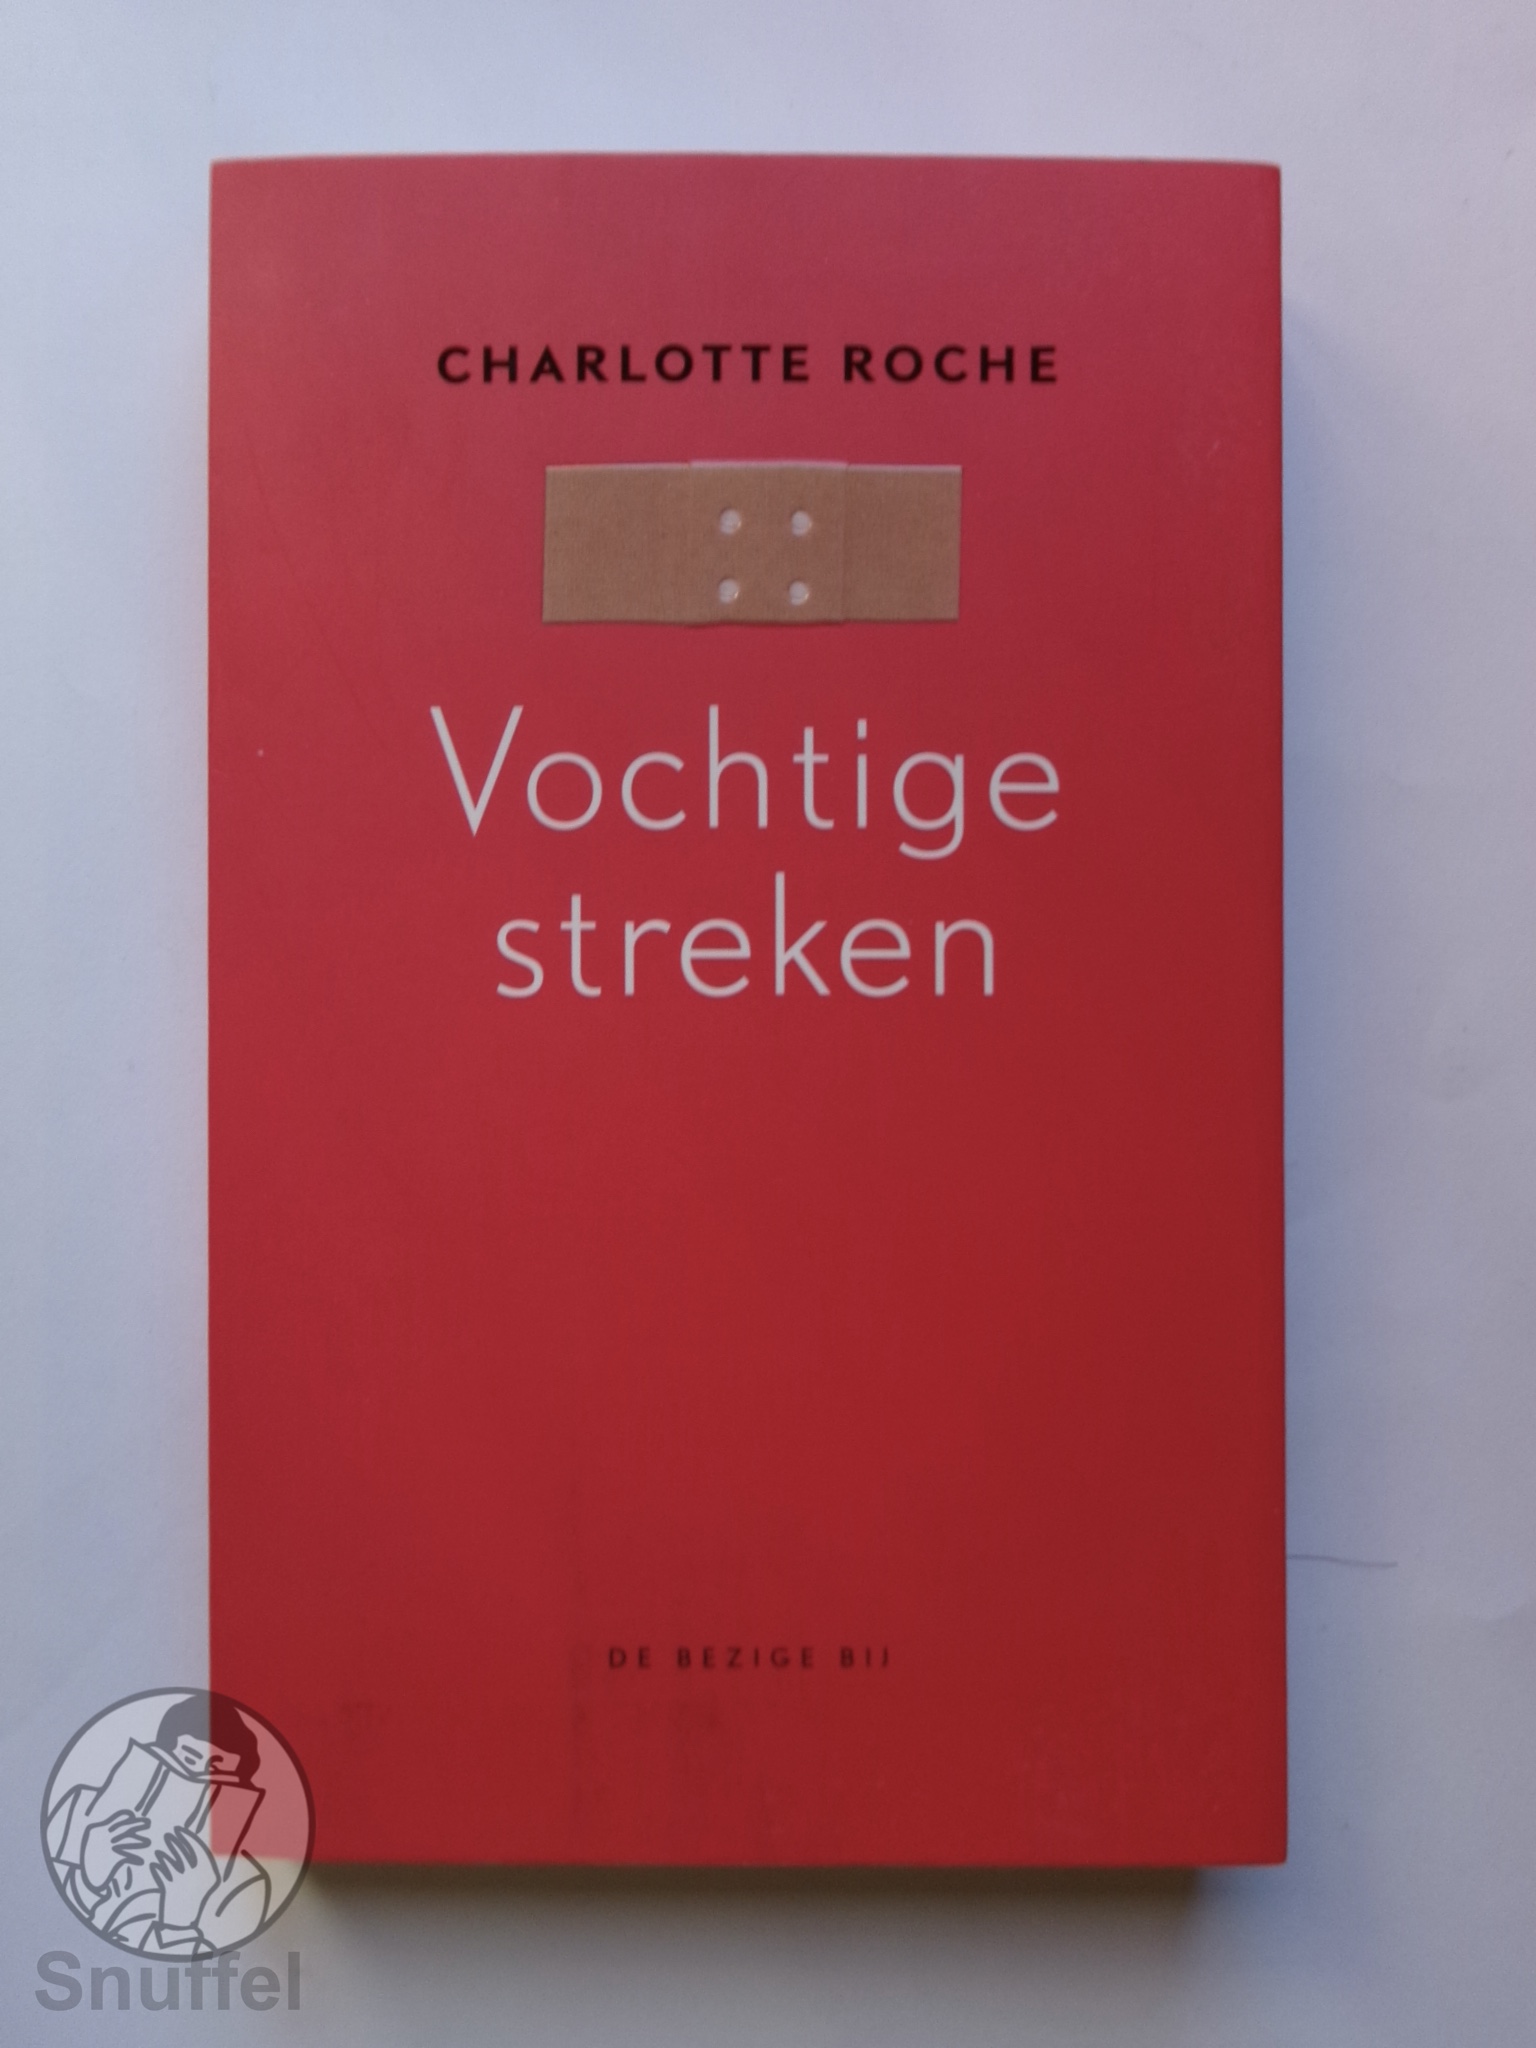 CHARLOTTE ROCHE
Vochtige
streken
DE BEZIGE BIJ
Snuffel